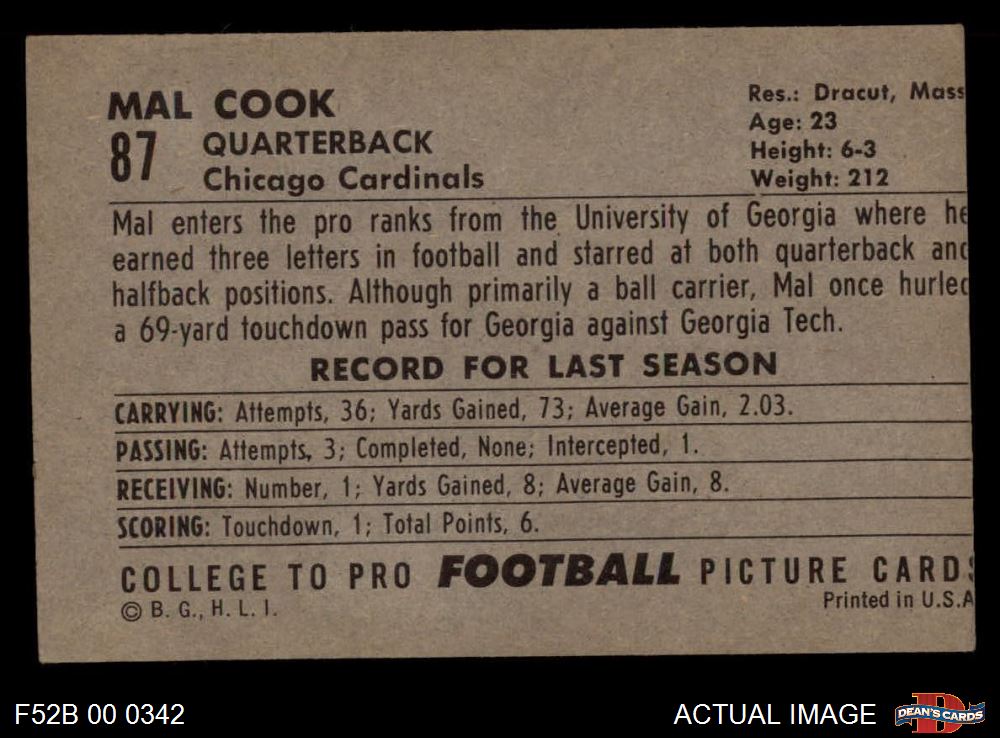 MAL COOK
87 QUARTERBACK
Chicago Cardinals
Res.: Dracut, Mass
Age: 23
Height: 6-3
Weight: 212
Mal enters the pro ranks from the University of Georgia where he
earned three letters in football and starred at both quarterback and
halfback positions. Although primarily a ball carrier, Mal once hurled
a 69-yard touchdown pass for Georgia against Georgia Tech.
RECORD FOR LAST SEASON
CARRYING: Attempts, 36; Yards Gained, 73; Average Gain, 2.03.
PASSING: Attempts, 3; Completed, None; Intercepted, 1.
RECEIVING: Number, 1; Yards Gained, 8; Average Gain, 8.
SCORING: Touchdown, 1; Total Points, 6.
COLLEGE TO PRO FOOTBALL PICTURE CARDS
© B. G., H. L. I.
Printed in U.S.A
F52B 00 0342
ACTUAL IMAGE
DEAN'S CARDS